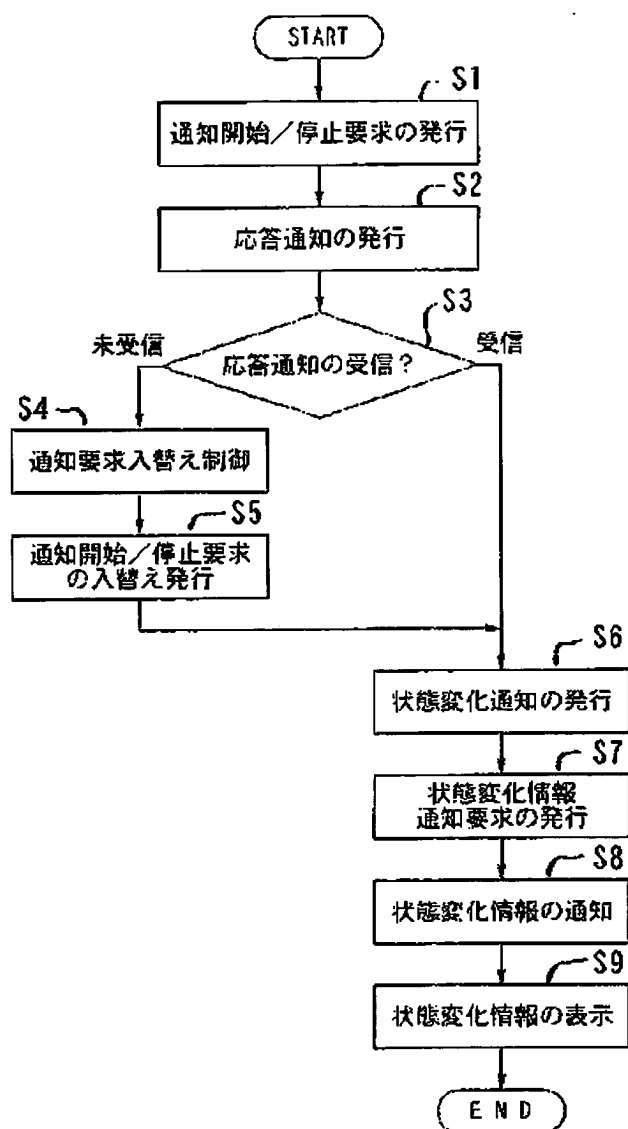 START
S1
通知開始／停止要求の発行
S2
応答通知の発行
S3
未受信
受信
応答通知の受信？
S4
通知要求入替え制御
S5
通知開始／停止要求
の入替え発行
S6
状態変化通知の発行
S7
状態変化情報
通知要求の発行
S8
状態変化情報の通知
S9
状態変化情報の表示
END